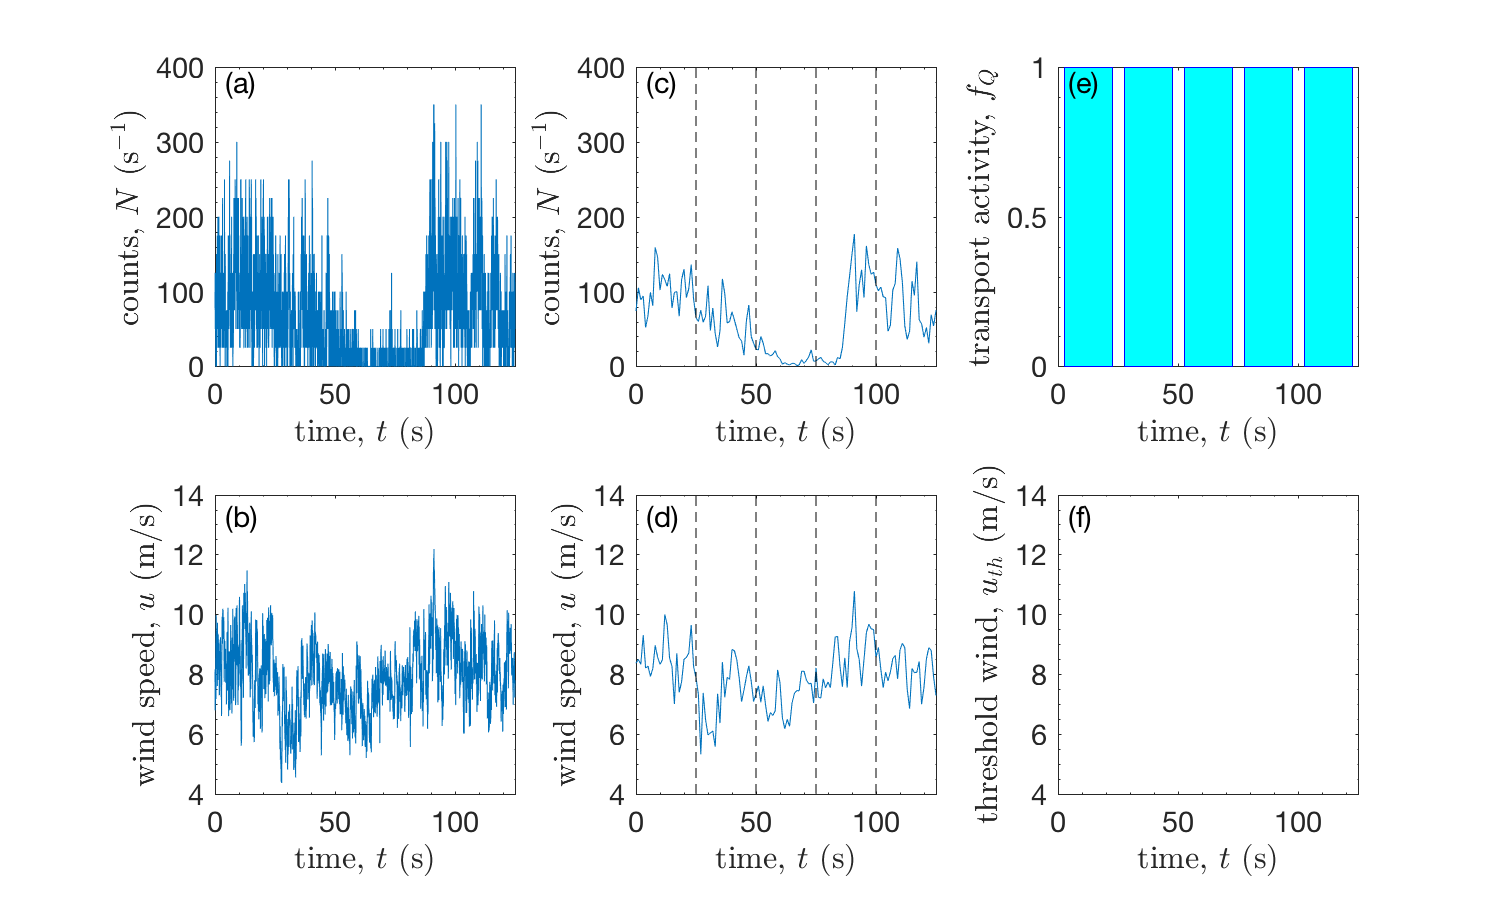 (a)
counts, N (s⁻¹)
400
300
200
100
0
0 50 100
time, t (s)
(c)
counts, N (s⁻¹)
400
300
200
100
0
0 50 100
time, t (s)
(e)
transport activity, f_Q
1
0.5
0
0 50 100
time, t (s)
(b)
wind speed, u (m/s)
14
12
10
8
6
4
0 50 100
time, t (s)
(d)
wind speed, u (m/s)
14
12
10
8
6
4
0 50 100
time, t (s)
(f)
threshold wind, u_th (m/s)
14
12
10
8
6
4
0 50 100
time, t (s)